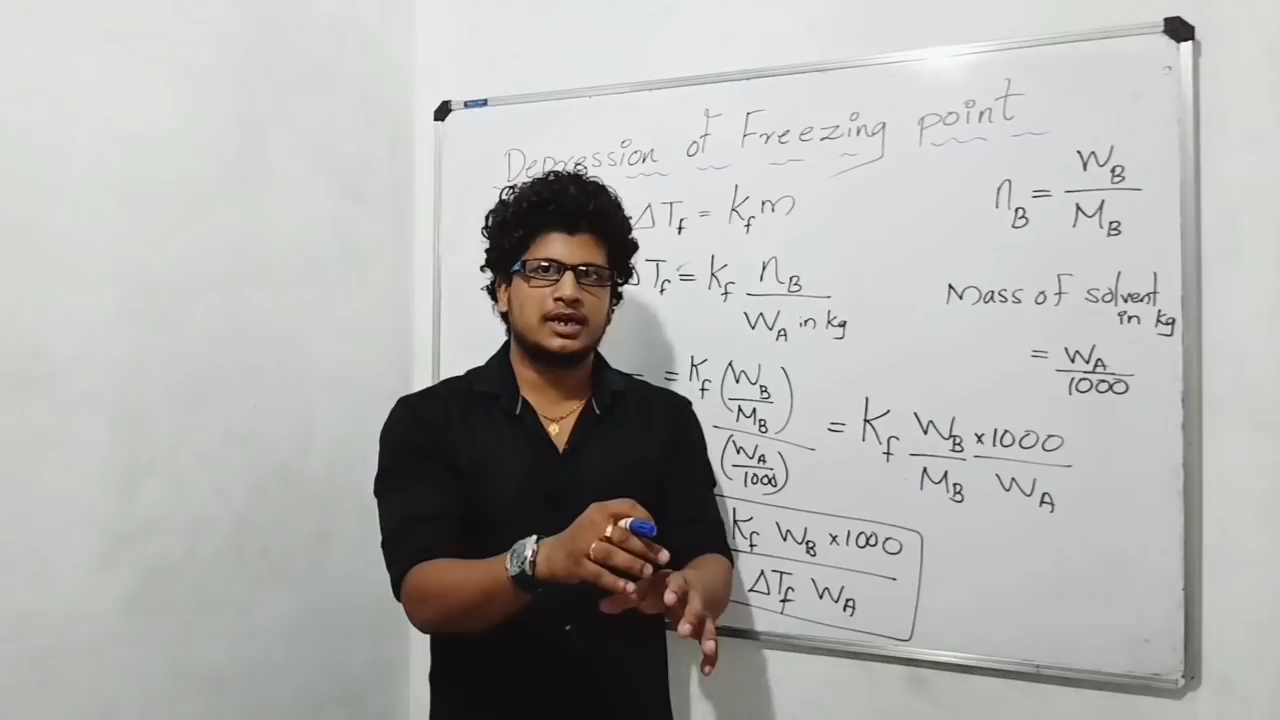 Depression of Freezing point
ΔT_f = K_f m
ΔT_f = K_f n_B / W_A in kg
= K_f (W_B / M_B) / (W_A / 1000) = K_f W_B × 1000 / M_B W_A
K_f W_B × 1000 / ΔT_f W_A
n_B = W_B / M_B
Mass of solvent
in kg
= W_A / 1000